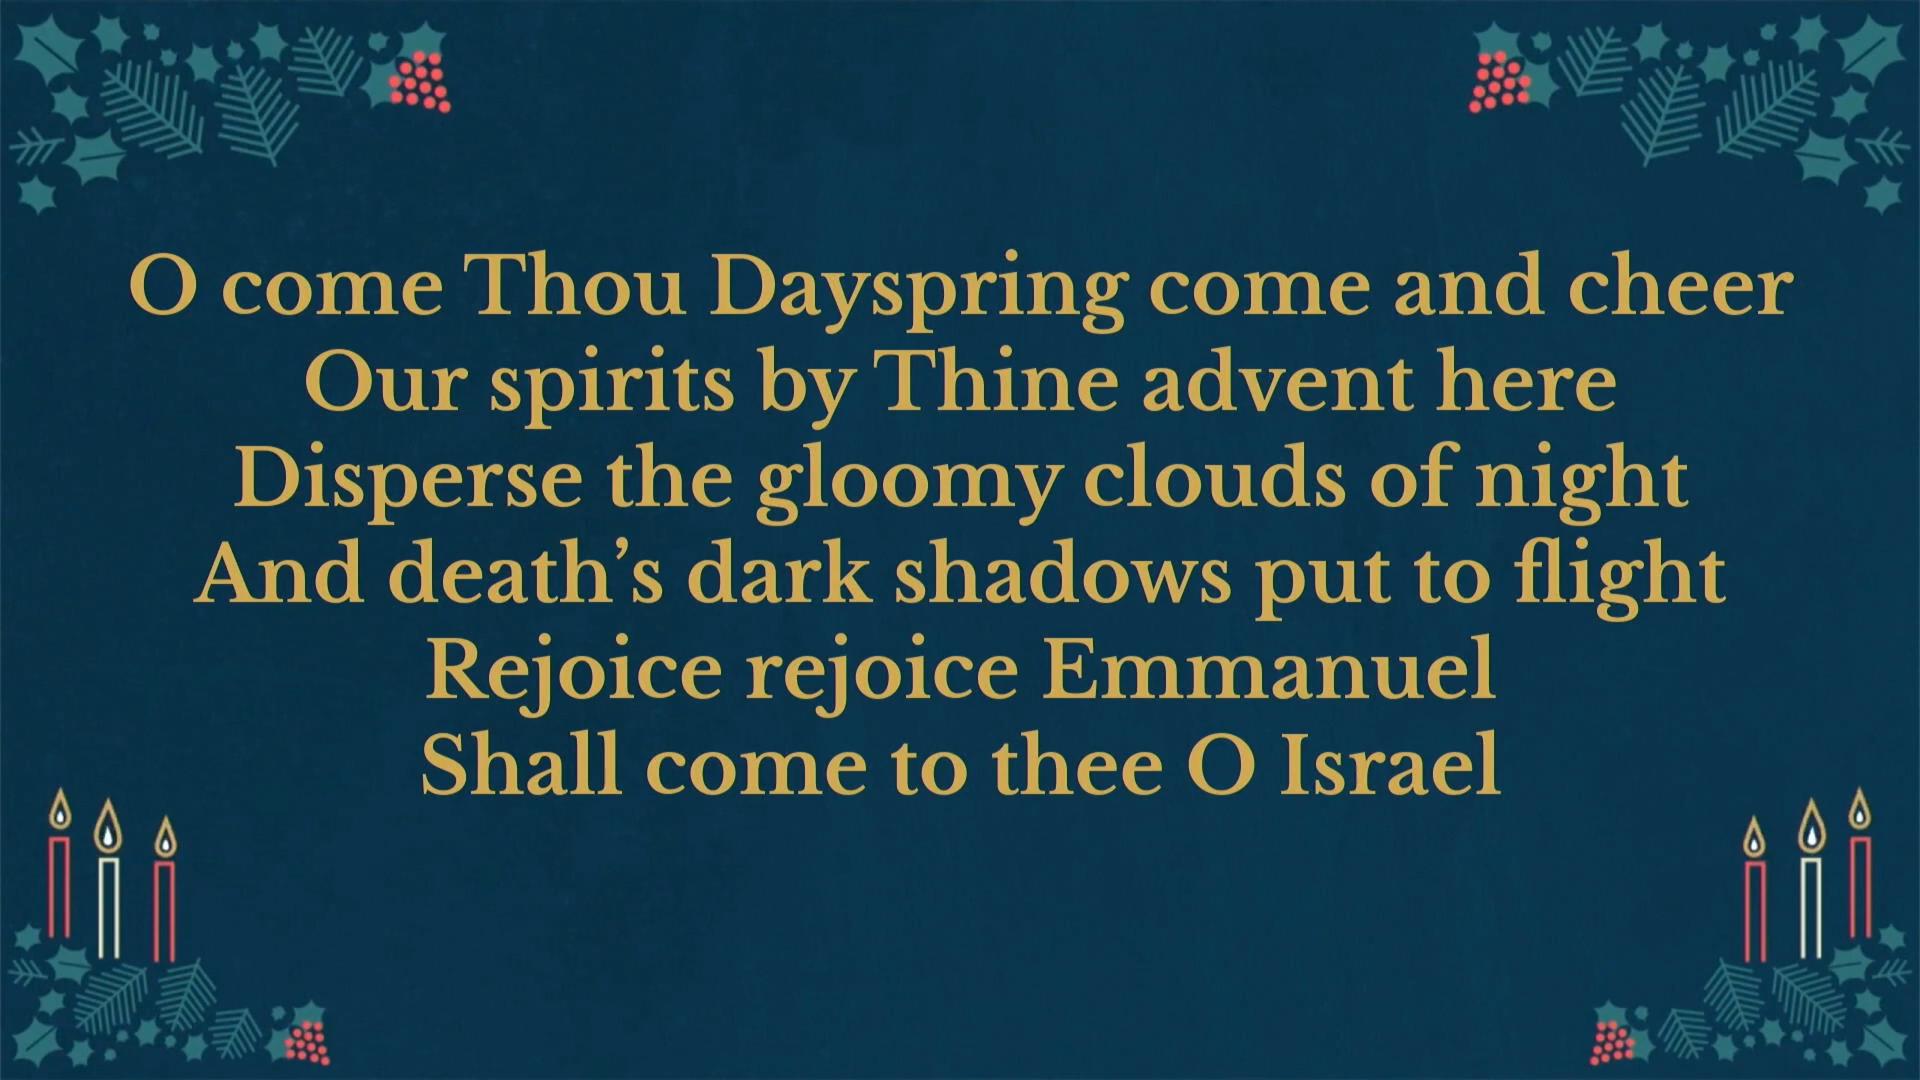 O come Thou Dayspring come and cheer
Our spirits by Thine advent here
Disperse the gloomy clouds of night
And death’s dark shadows put to flight
Rejoice rejoice Emmanuel
Shall come to thee O Israel